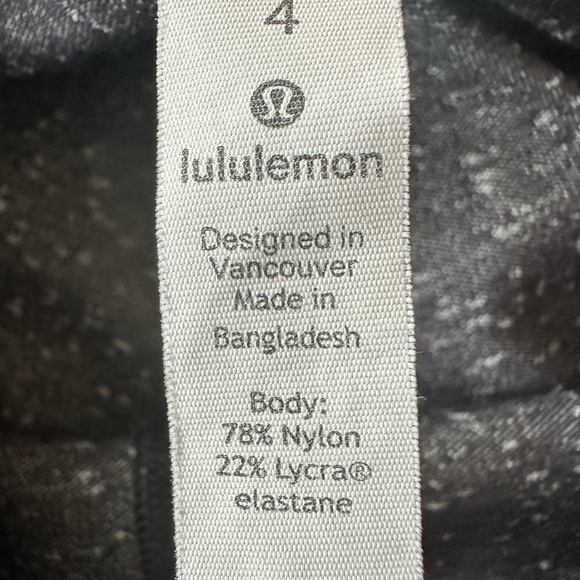 4
lululemon
Designed in
Vancouver
Made in
Bangladesh
Body:
78% Nylon
22% Lycra®
elastane